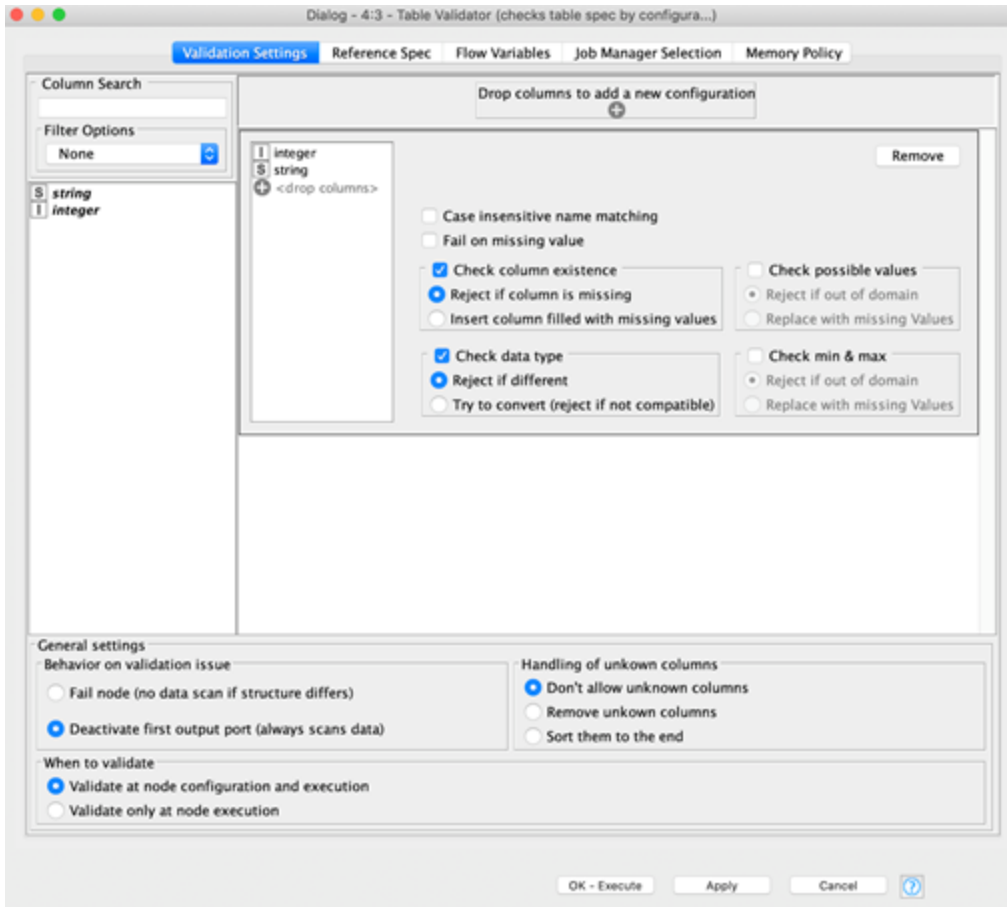 Dialog - 4:3 - Table Validator (checks table spec by configura...)
Validation Settings Reference Spec Flow Variables Job Manager Selection Memory Policy
Column Search
Filter Options
None
S string
I integer
Drop columns to add a new configuration
I integer
S string
<drop columns>
Remove
Case insensitive name matching
Fail on missing value
Check column existence
Reject if column is missing
Insert column filled with missing values
Check possible values
Reject if out of domain
Replace with missing Values
Check data type
Reject if different
Try to convert (reject if not compatible)
Check min & max
Reject if out of domain
Replace with missing Values
General settings
Behavior on validation issue
Fail node (no data scan if structure differs)
Deactivate first output port (always scans data)
Handling of unkown columns
Don't allow unknown columns
Remove unkown columns
Sort them to the end
When to validate
Validate at node configuration and execution
Validate only at node execution
OK - Execute Apply Cancel ?